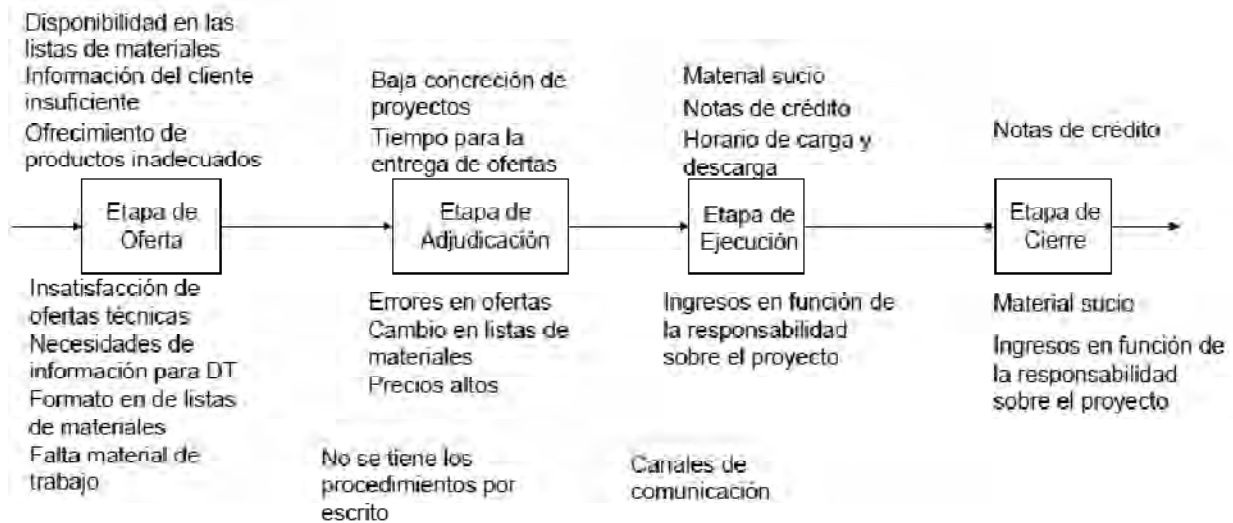 Disponibilidad en las
listas de materiales
Información del cliente
insuficiente
Ofrecimiento de
productos inadecuados
Baja concreción de
proyectos
Tiempo para la
entrega de ofertas
Material sucio
Notas de crédito
Horario de carga y
descarga
Notas de crédito
Etapa de
Oferta
Etapa de
Adjudicación
Etapa de
Ejecución
Etapa de
Cierre
Insatisfacción de
ofertas técnicas
Necesidades de
información para DT
Formato en de listas
de materiales
Falta material de
trabajo
Errores en ofertas
Cambio en listas de
materiales
Precios altos
Ingresos en función de
la responsabilidad
sobre el proyecto
Material sucio
Ingresos en función de
la responsabilidad
sobre el proyecto
No se tiene los
procedimientos por
escrito
Canales de
comunicación